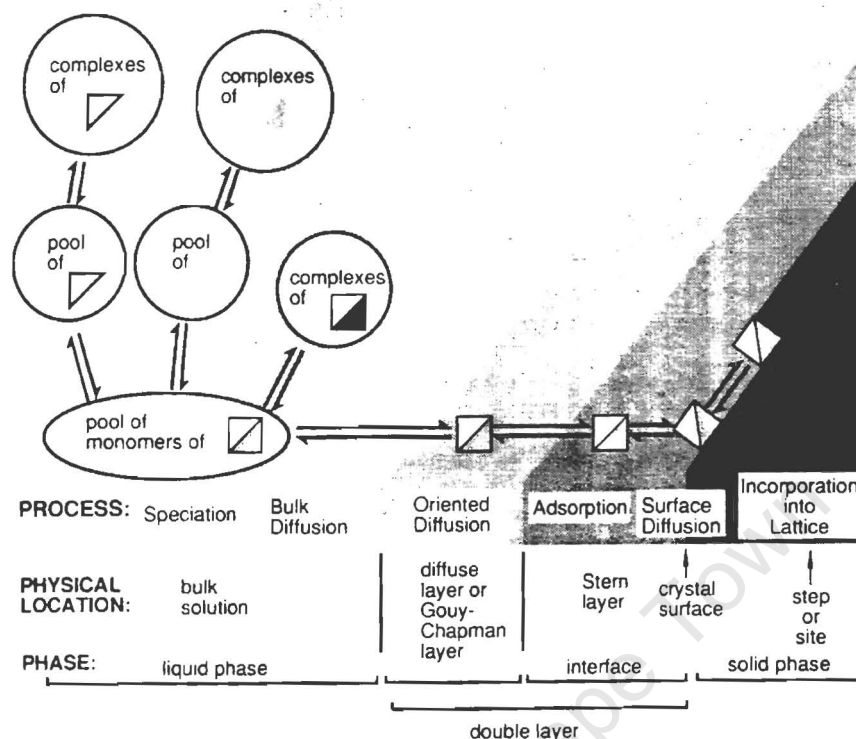 complexes
of
complexes
of
pool
of
pool
of
complexes
of
pool of
monomers of
PROCESS: Speciation Bulk Diffusion Oriented Diffusion Adsorption Surface Diffusion Incorporation into Lattice
PHYSICAL LOCATION: bulk solution diffuse layer or Gouy-Chapman layer Stern layer crystal surface step or site
PHASE: liquid phase interface solid phase
double layer
ape Town